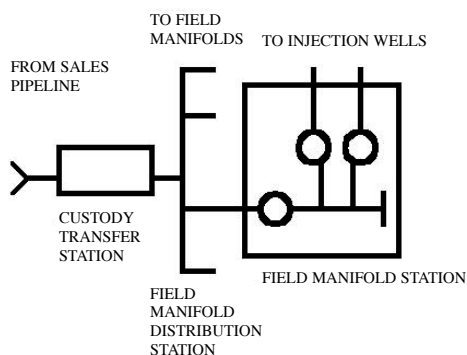 TO FIELD
MANIFOLDS
TO INJECTION WELLS
FROM SALES
PIPELINE
CUSTODY
TRANSFER
STATION
FIELD MANIFOLD STATION
FIELD
MANIFOLD
DISTRIBUTION
STATION